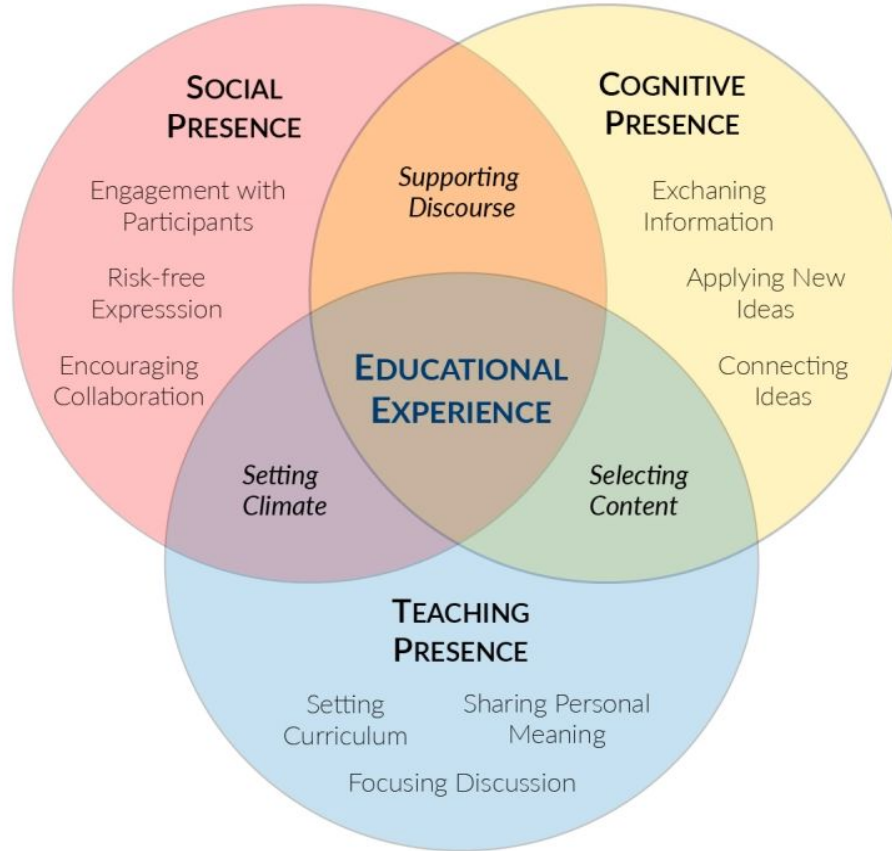 SOCIAL
PRESENCE
Engagement with
Participants
Risk-free
Expresssion
Encouraging
Collaboration
COGNITIVE
PRESENCE
Exchaning
Information
Applying New
Ideas
Connecting
Ideas
Supporting
Discourse
EDUCATIONAL
EXPERIENCE
Setting
Climate
Selecting
Content
TEACHING
PRESENCE
Setting
Curriculum
Sharing Personal
Meaning
Focusing Discussion